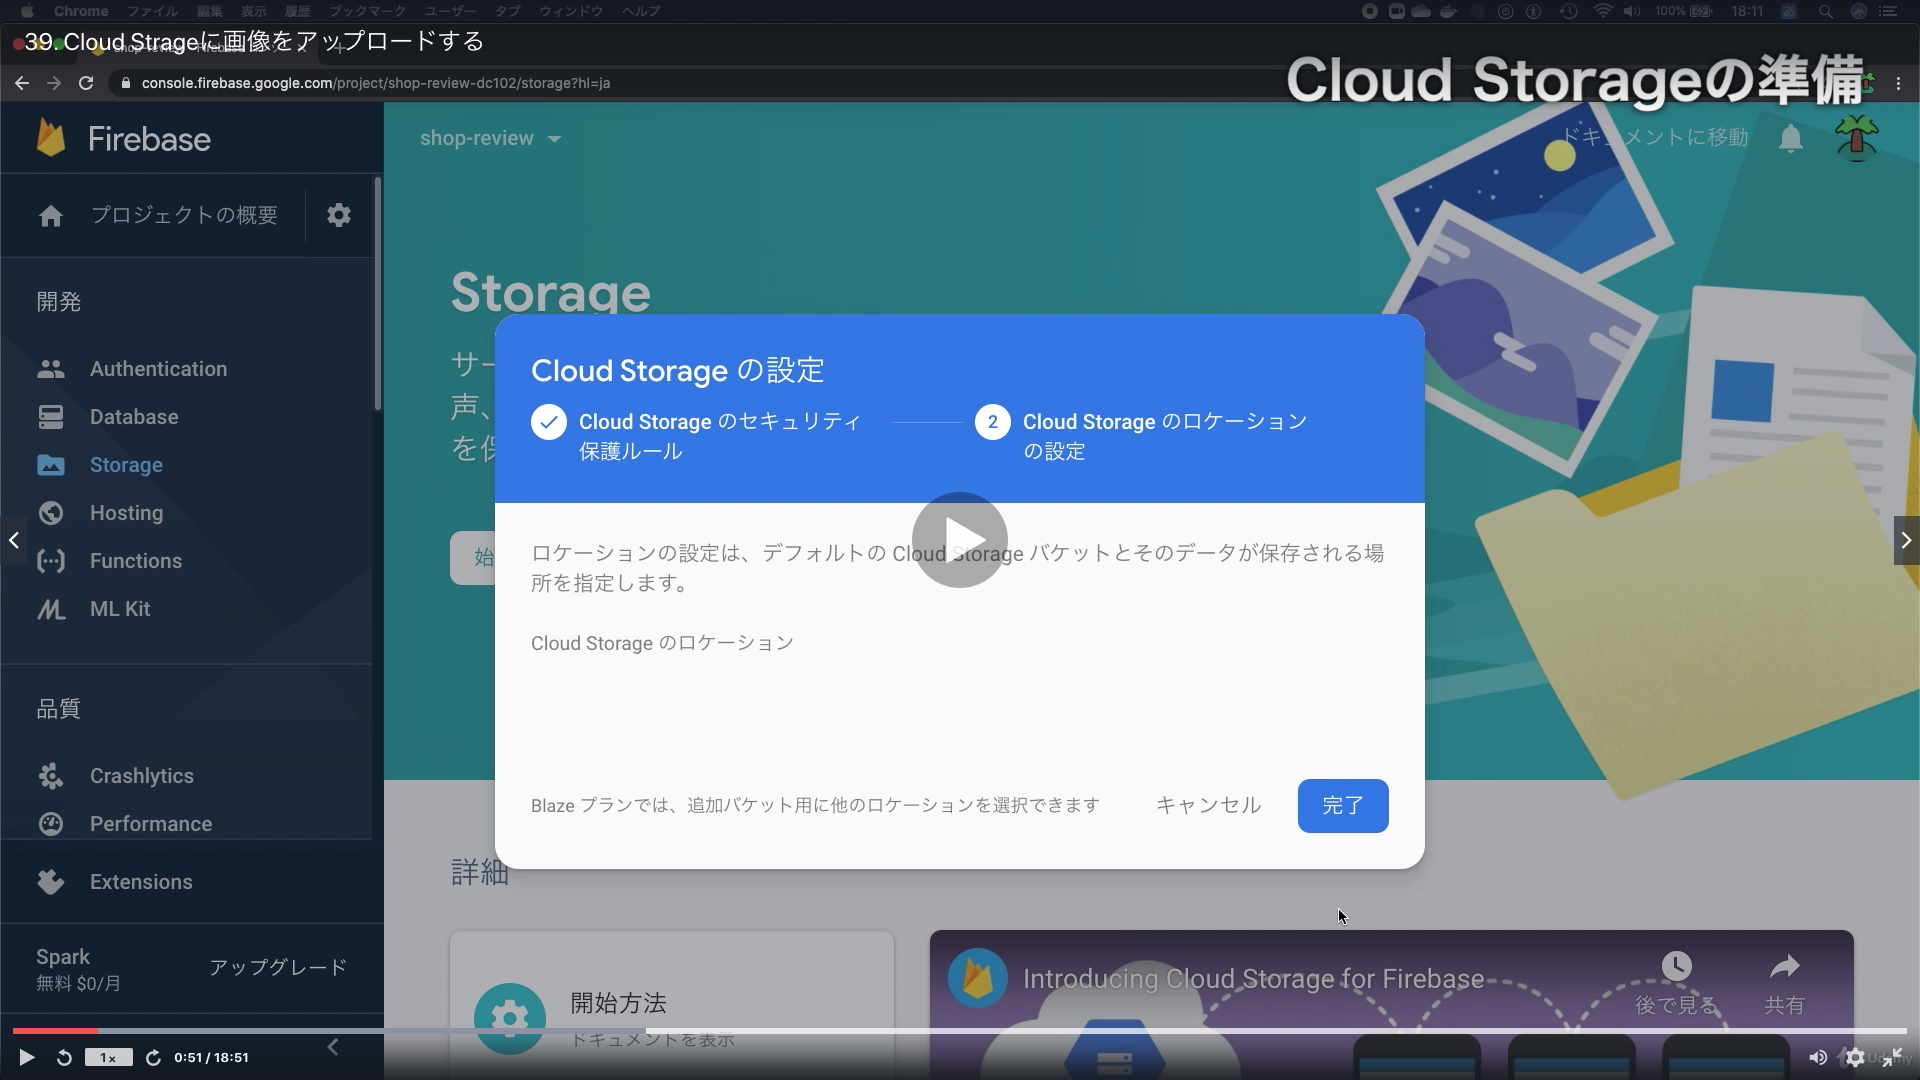 Chrome ファイル 編集 表示 履歴 ブックマーク ユーザー タブ ウィンドウ ヘルプ 100% 18:11 あ
39. Cloud Strageに画像をアップロードする
console.firebase.google.com/project/shop-review-dc102/storage?hl=ja
Cloud Storageの準備
Firebase
shop-review
ドキュメントに移動
プロジェクトの概要
開発
Authentication
Database
Storage
Hosting
Functions
ML Kit
品質
Crashlytics
Performance
Extensions
Spark
無料 $0/月
アップグレード
Storage
サー
声、
を保
始
Cloud Storage の設定
Cloud Storage のセキュリティ
保護ルール
2
Cloud Storage のロケーション
の設定
ロケーションの設定は、デフォルトの Cloud Storage バケットとそのデータが保存される場
所を指定します。
Cloud Storage のロケーション
Blaze プランでは、追加バケット用に他のロケーションを選択できます
キャンセル
完了
詳細
開始方法
ドキュメントを表示
Introducing Cloud Storage for Firebase
後で見る
共有
1x
0:51 / 18:51
Udemy